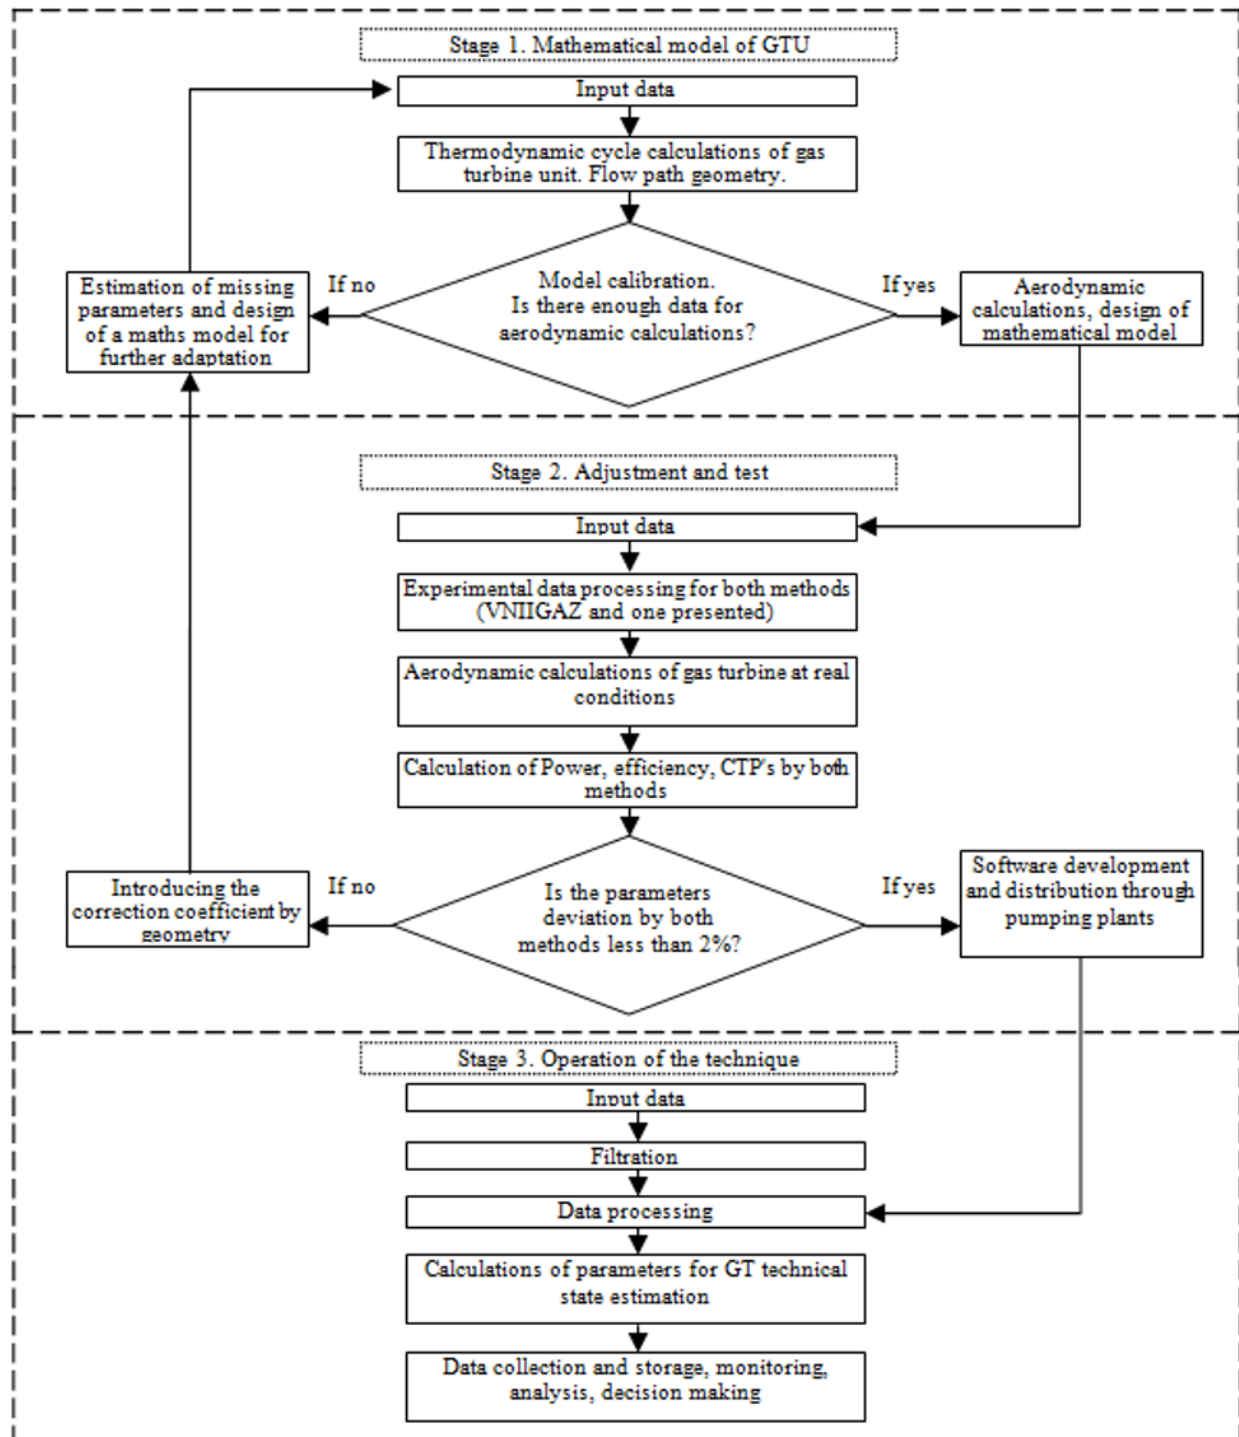 Stage 1. Mathematical model of GTU
Input data
Thermodynamic cycle calculations of gas
turbine unit. Flow path geometry.
Model calibration.
Is there enough data for
aerodynamic calculations?
If no
If yes
Estimation of missing
parameters and design
of a maths model for
further adaptation
Aerodynamic
calculations, design of
mathematical model
Stage 2. Adjustment and test
Input data
Experimental data processing for both methods
(VNIIGAZ and one presented)
Aerodynamic calculations of gas turbine at real
conditions
Calculation of Power, efficiency, CTP's by both
methods
Is the parameters
deviation by both
methods less than 2%?
If no
If yes
Introducing the
correction coefficient by
geometry
Software development
and distribution through
pumping plants
Stage 3. Operation of the technique
Input data
Filtration
Data processing
Calculations of parameters for GT technical
state estimation
Data collection and storage, monitoring,
analysis, decision making